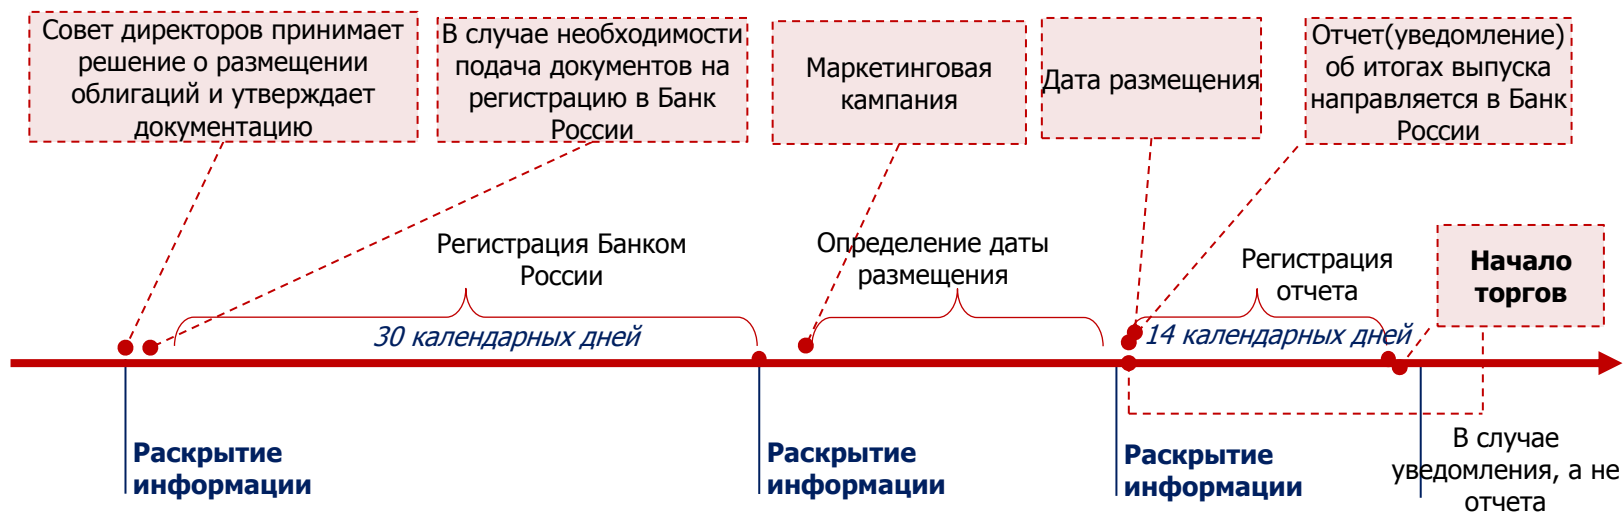 Совет директоров принимает
решение о размещении
облигаций и утверждает
документацию
В случае необходимости
подача документов на
регистрацию в Банк
России
Маркетинговая
кампания
Дата размещения
Отчет(уведомление)
об итогах выпуска
направляется в Банк
России
Регистрация Банком
России
30 календарных дней
Определение даты
размещения
Регистрация
отчета
14 календарных дней
Начало
торгов
Раскрытие
информации
Раскрытие
информации
Раскрытие
информации
В случае
уведомления, а не
отчета